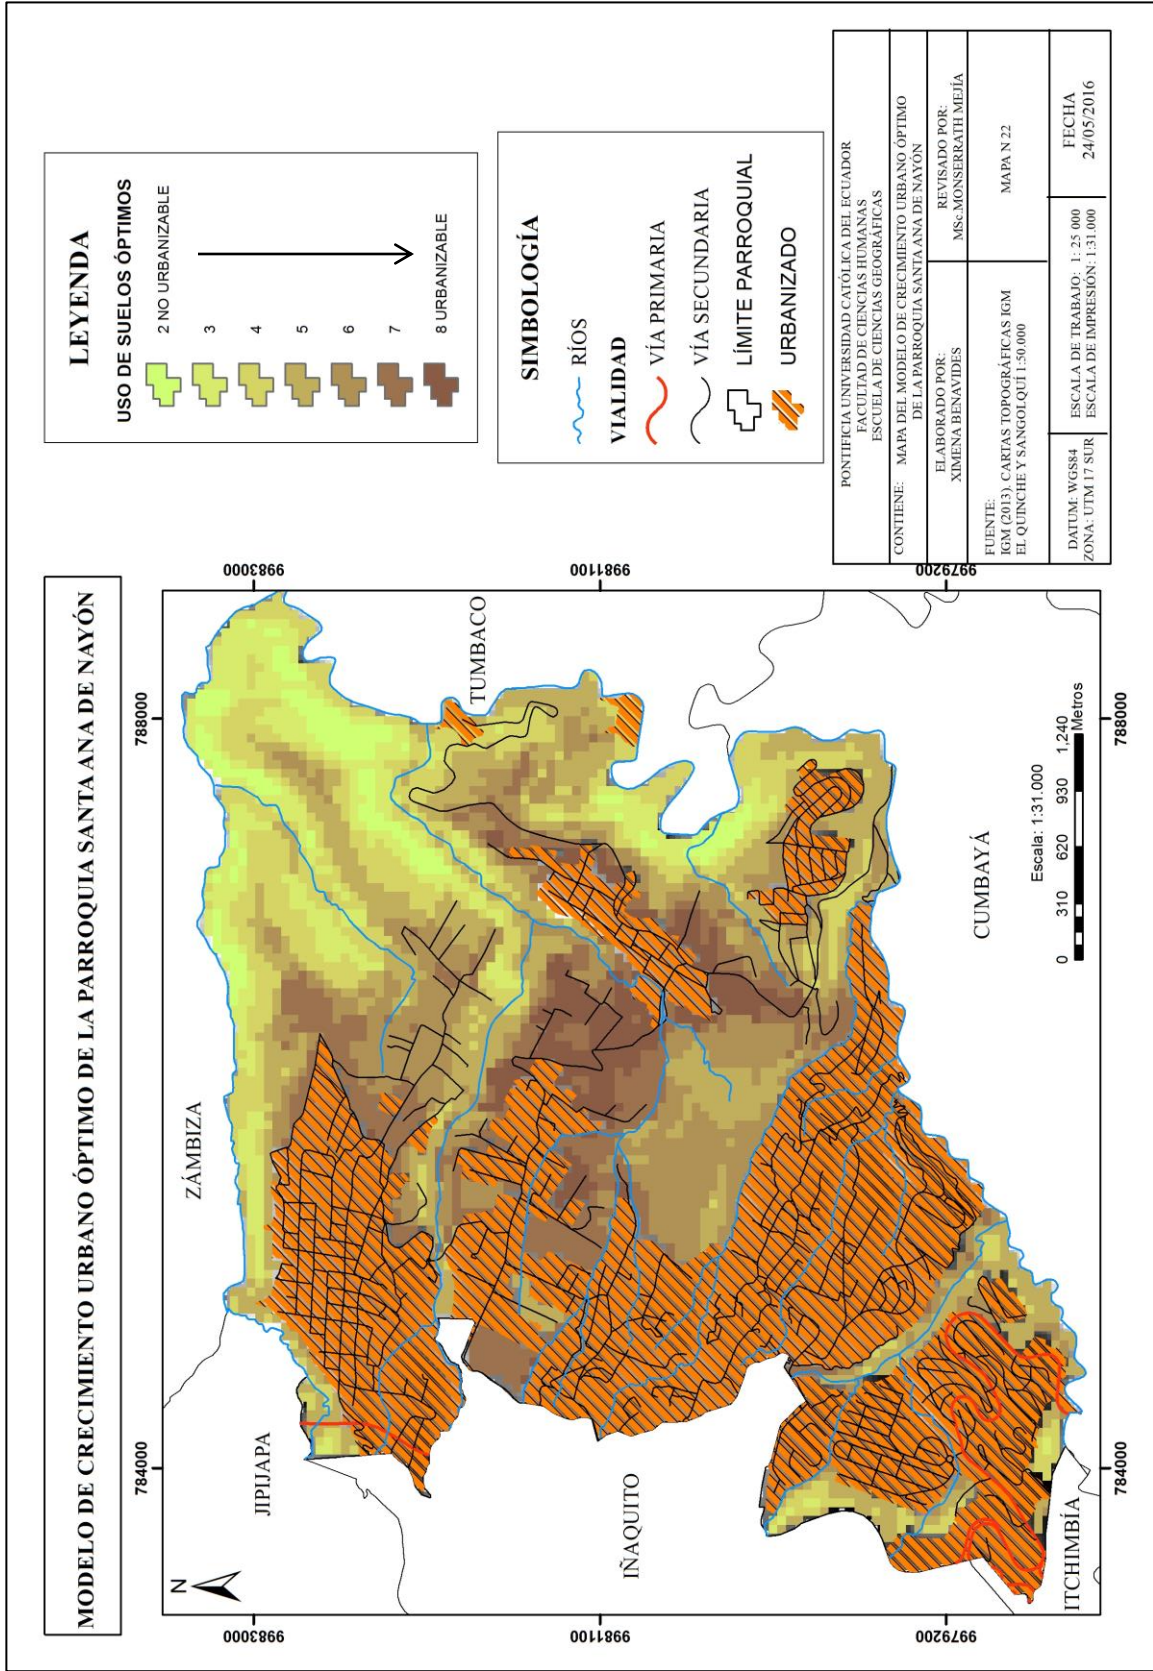 MODELO DE CRECIMIENTO URBANO ÓPTIMO DE LA PARROQUIA SANTA ANA DE NAYÓN
N
784000
788000
9983000
9981100
9979200
9983000
9981100
9979200
784000
788000
ZÁMBIZA
JIPIJAPA
TUMBACO
IÑAQUITO
CUMBAYÁ
ITCHIMBÍA
Escala: 1:31.000
0 310 620 930 1,240
Metros
LEYENDA
USO DE SUELOS ÓPTIMOS
2 NO URBANIZABLE
3
4
5
6
7
8 URBANIZABLE
SIMBOLOGÍA
RÍOS
VIALIDAD
VÍA PRIMARIA
VÍA SECUNDARIA
LÍMITE PARROQUIAL
URBANIZADO
PONTIFICIA UNIVERSIDAD CATÓLICA DEL ECUADOR
FACULTAD DE CIENCIAS HUMANAS
ESCUELA DE CIENCIAS GEOGRÁFICAS
CONTIENE: MAPA DEL MODELO DE CRECIMIENTO URBANO ÓPTIMO
DE LA PARROQUIA SANTA ANA DE NAYÓN
ELABORADO POR:
XIMENA BENAVIDES
REVISADO POR:
MSc.MONSERRATH MEJÍA
FUENTE:
IGM (2013). CARTAS TOPOGRÁFICAS IGM
EL QUINCHE Y SANGOLQUÍ 1:50.000
MAPA N 22
DATUM: WGS84
ZONA: UTM 17 SUR
ESCALA DE TRABAJO: 1: 25 000
ESCALA DE IMPRESIÓN: 1:31.000
FECHA
24/05/2016